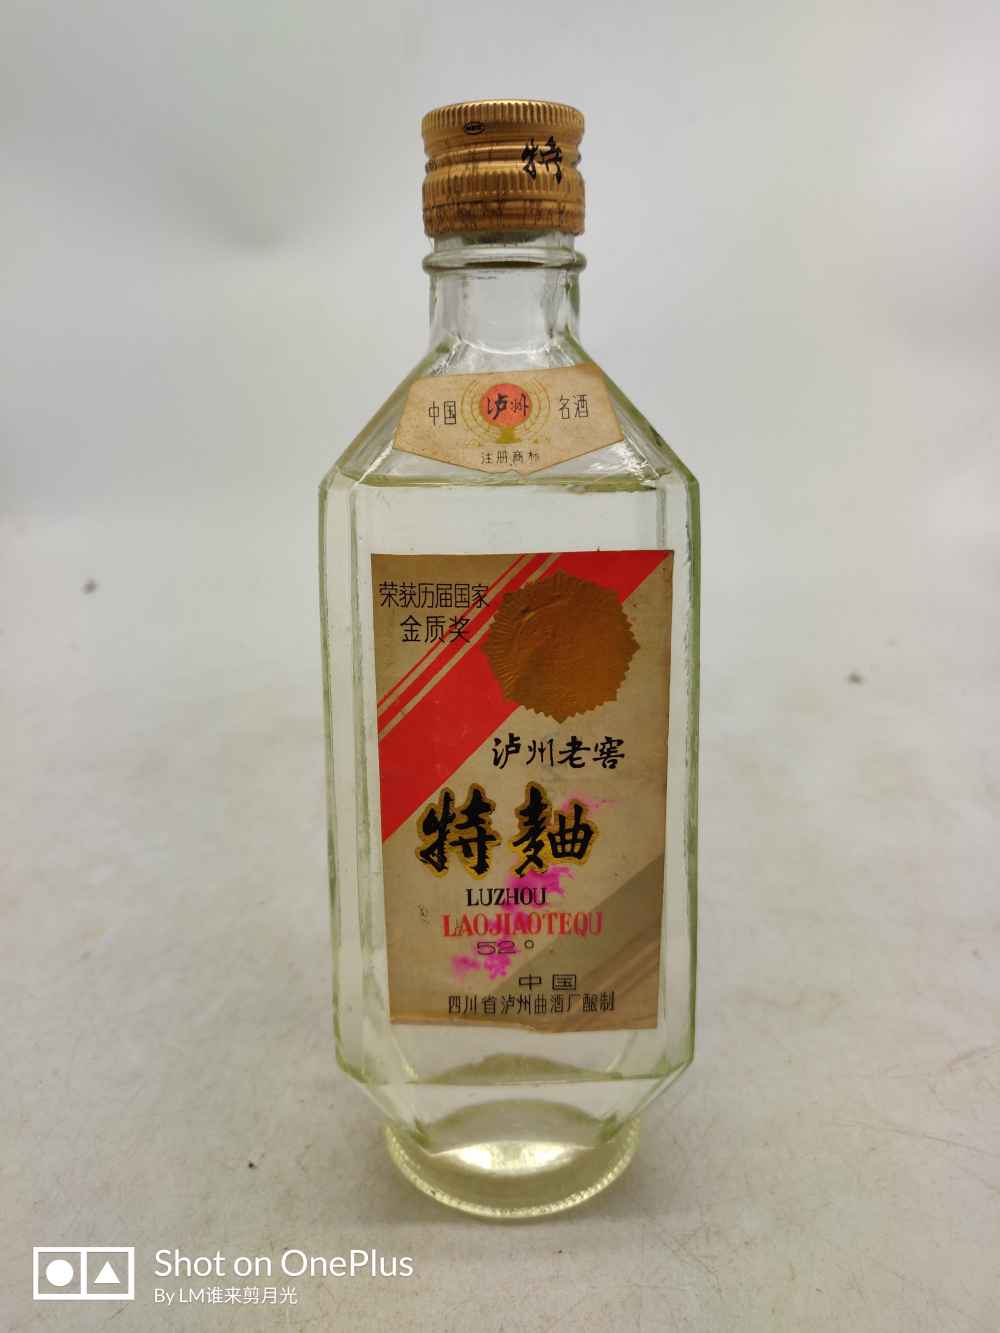 特
中国 泸州 名酒
注册商标
荣获历届国家
金质奖
泸州老窖
特麯
LUZHOU
LAOJIAOTEQU
52°
中国
四川省泸州曲酒厂酿制
Shot on OnePlus
By LM谁来剪月光